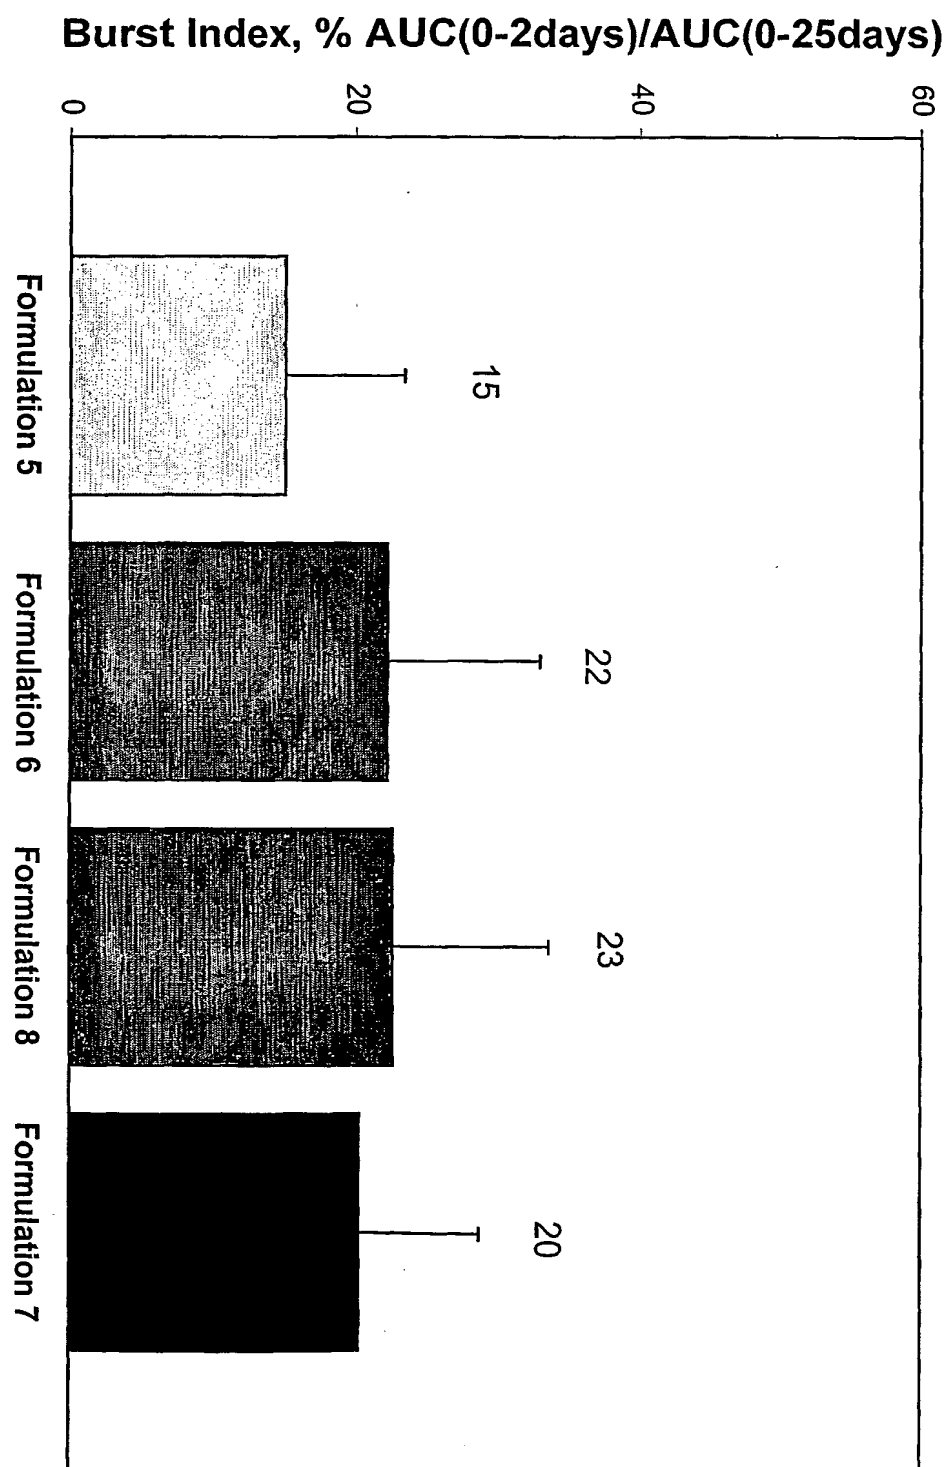 Burst Index, % AUC(0-2days)/AUC(0-25days)
60
40
20
0
15
22
23
20
Formulation 5
Formulation 6
Formulation 8
Formulation 7